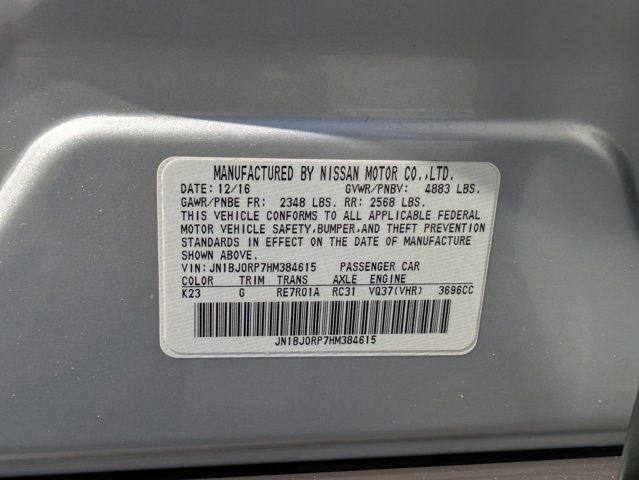 MANUFACTURED BY NISSAN MOTOR CO.,LTD.
DATE: 12/16 GVWR/PNBV: 4883 LBS.
GAWR/PNBE FR: 2348 LBS. RR: 2568 LBS.
THIS VEHICLE CONFORMS TO ALL APPLICABLE FEDERAL
MOTOR VEHICLE SAFETY,BUMPER,AND THEFT PREVENTION
STANDARDS IN EFFECT ON THE DATE OF MANUFACTURE
SHOWN ABOVE.
VIN: JN1BJ0RP7HM384615 PASSENGER CAR
COLOR TRIM TRANS AXLE ENGINE
K23 G RE7R01A RC31 VQ37(VHR) 3696CC
JN1BJ0RP7HM384615